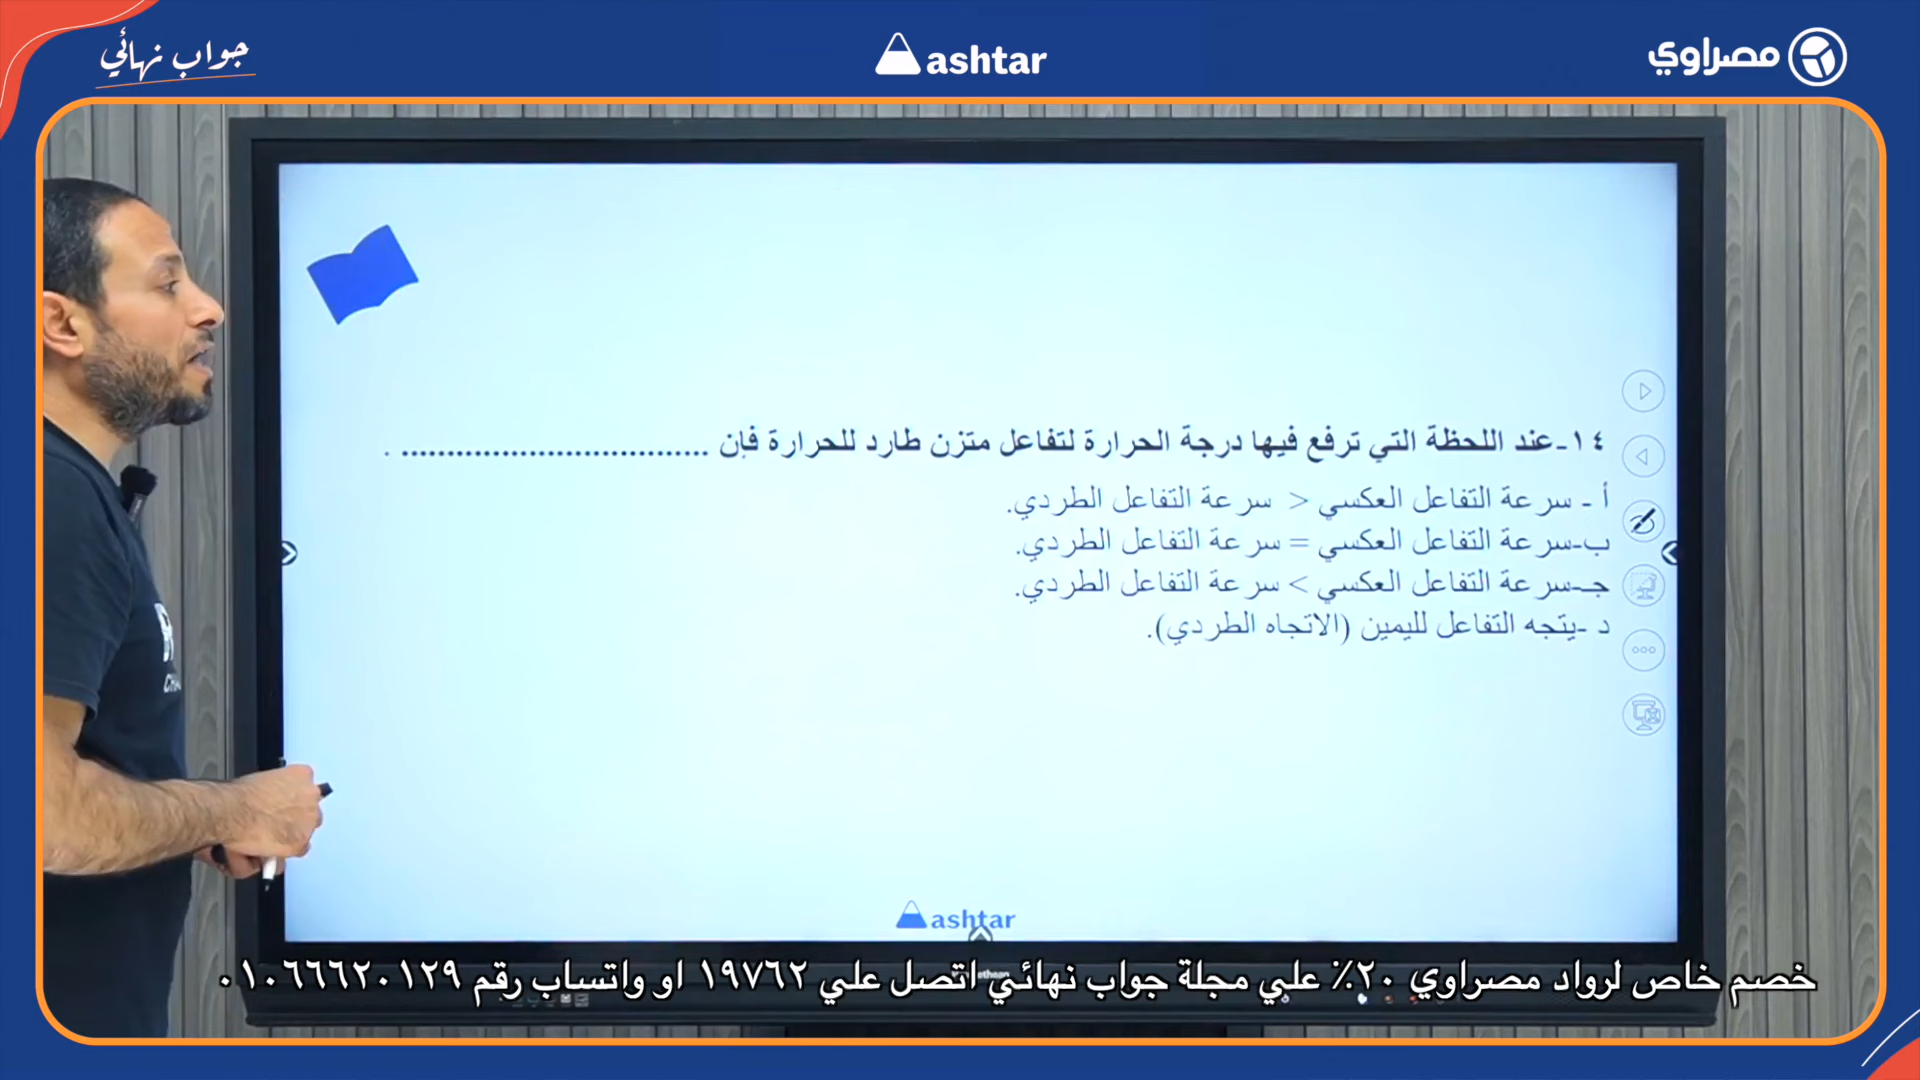 جواب نهائي
ashtar
مصراوي
١٤-عند اللحظة التي ترفع فيها درجة الحرارة لتفاعل متزن طارد للحرارة فإن ................................. .
أ - سرعة التفاعل العكسي > سرعة التفاعل الطردي.
ب-سرعة التفاعل العكسي = سرعة التفاعل الطردي.
جـ-سرعة التفاعل العكسي < سرعة التفاعل الطردي.
د -يتجه التفاعل لليمين (الاتجاه الطردي).
ashtar
خصم خاص لرواد مصراوي ٢٠٪ علي مجلة جواب نهائي اتصل علي ١٩٧٦٢ او واتساب رقم ٠١٠٦٦٦٢٠١٢٩